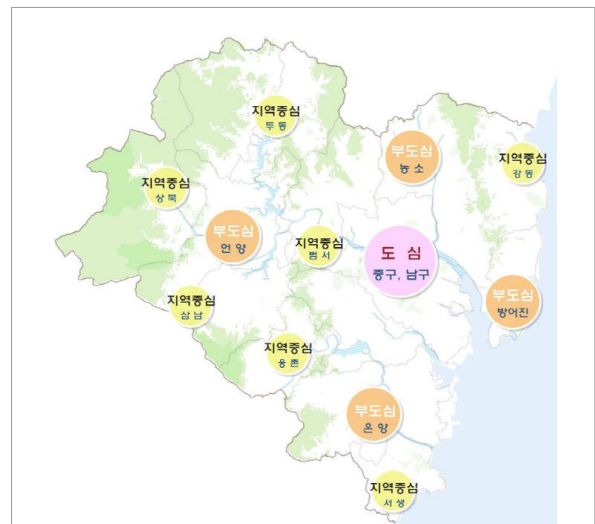 지역중심
두 동
부도심
농 소
지역중심
강 동
지역중심
상 북
부도심
언 양
지역중심
범 서
도 심
중구, 남구
지역중심
삼 남
부도심
방어진
지역중심
웅 촌
부도심
온 양
지역중심
서 생